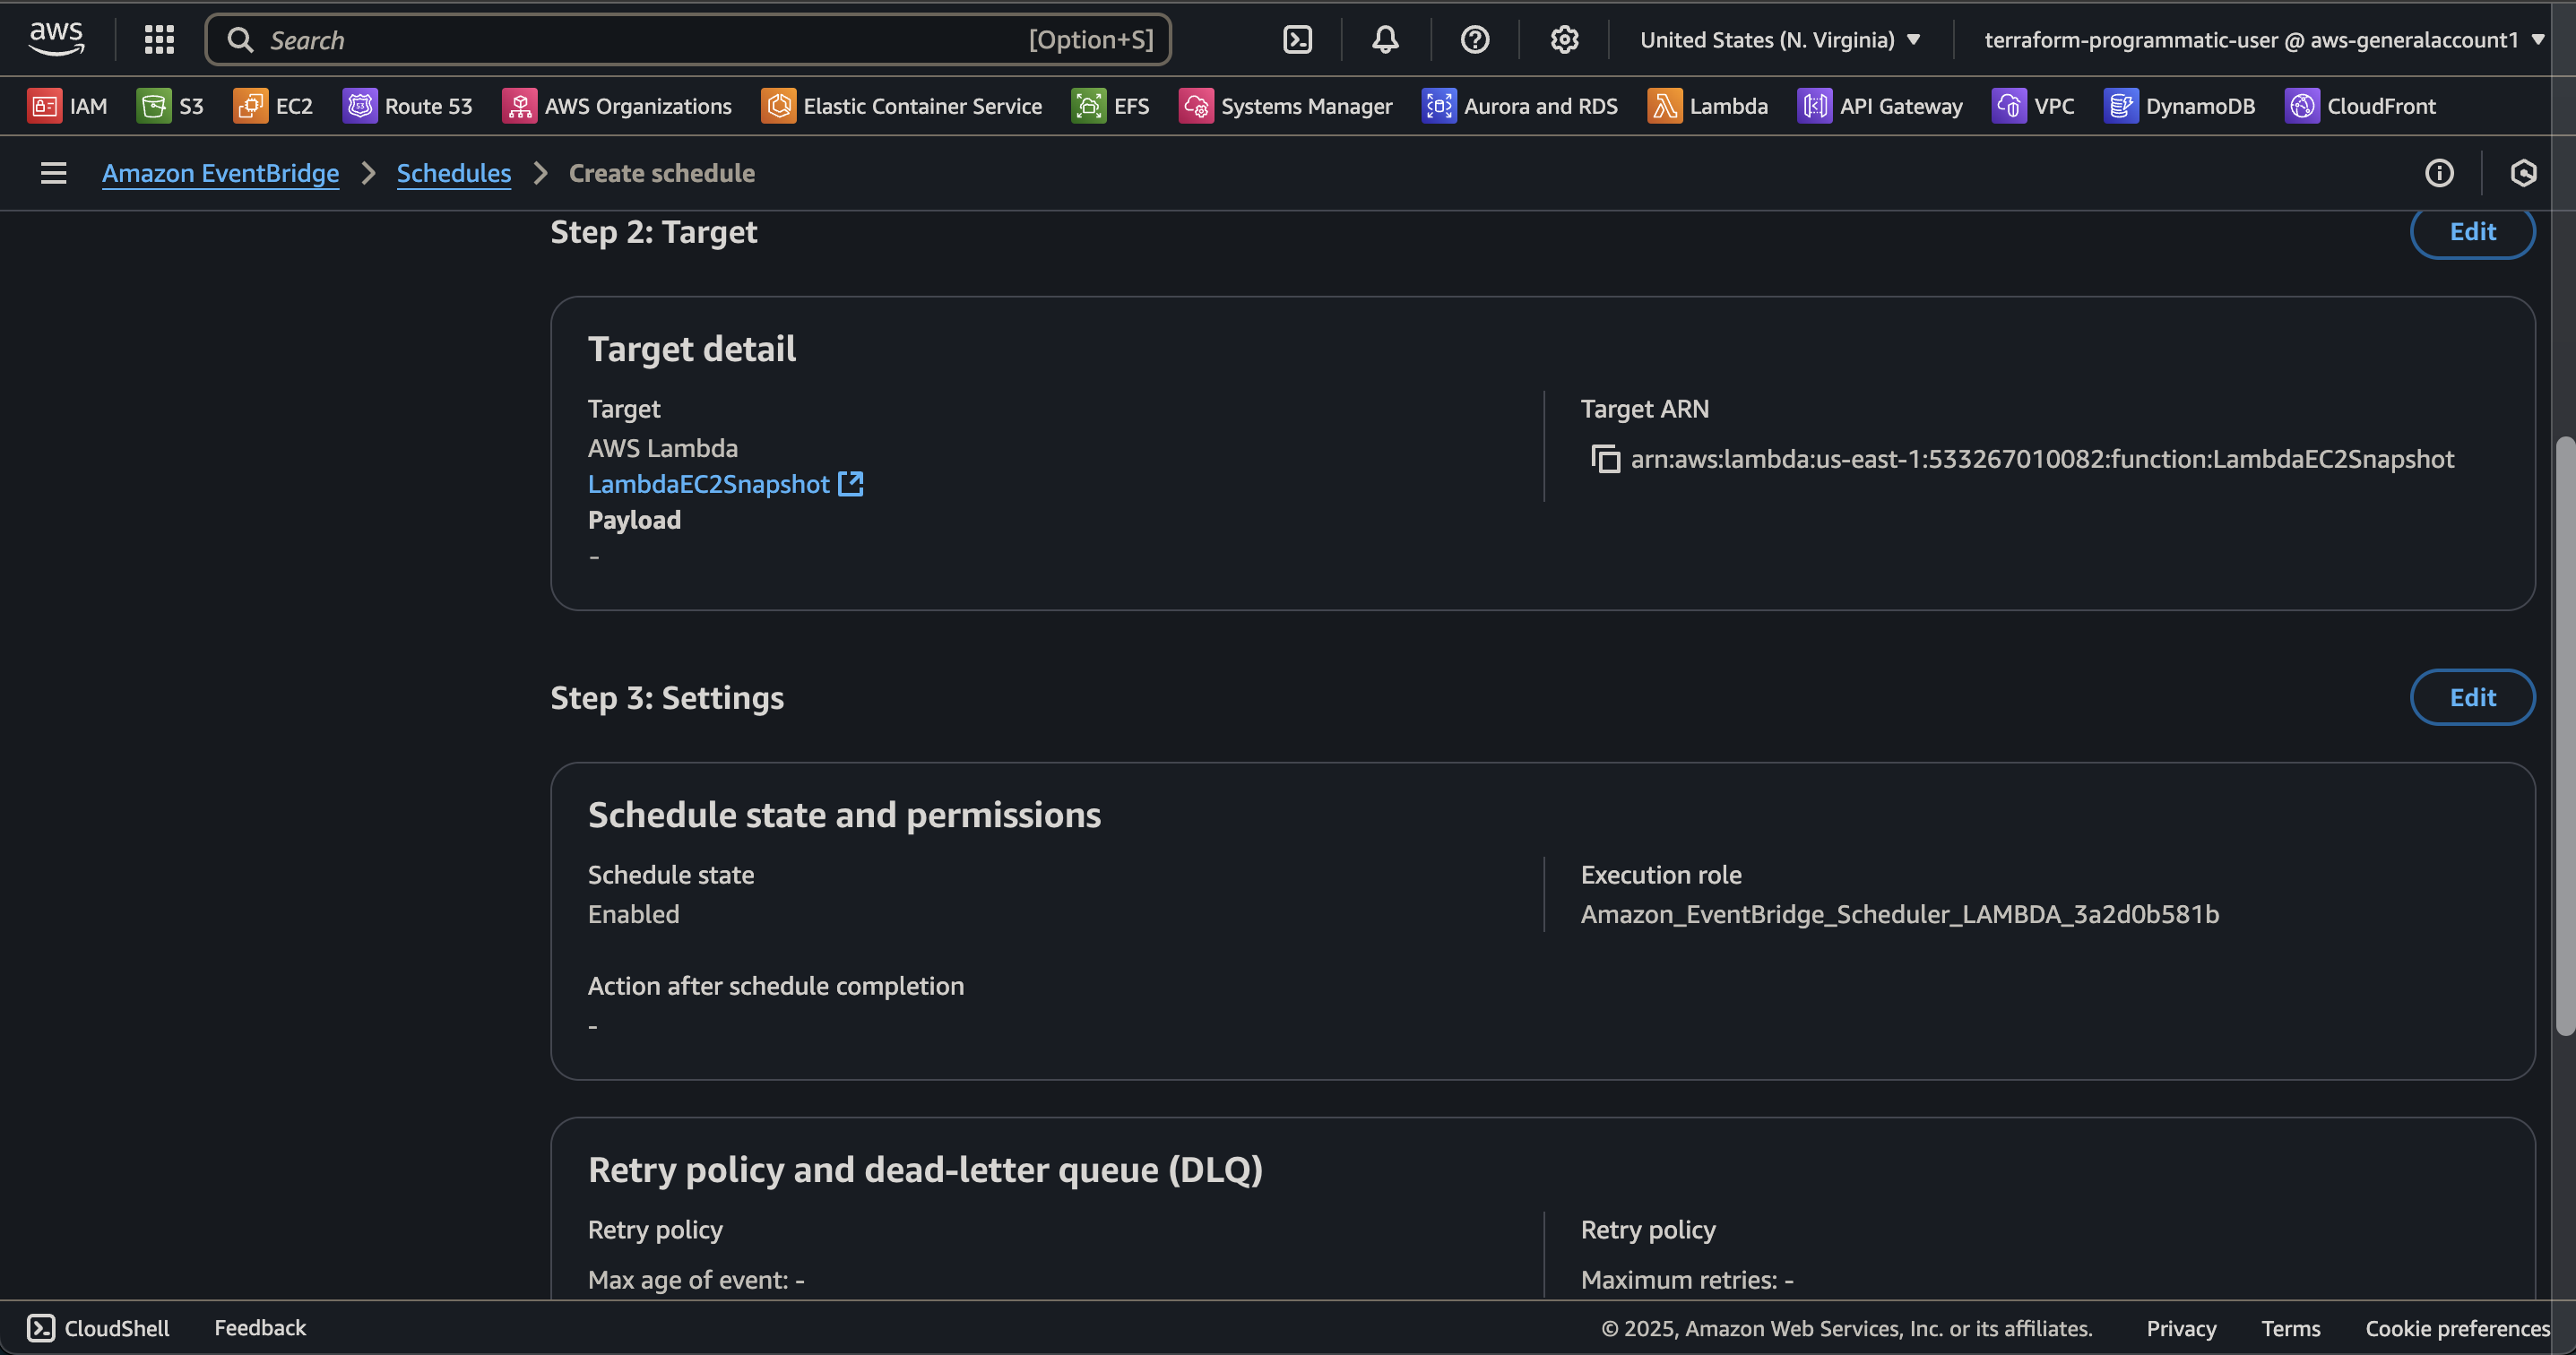 aws
Search [Option+S]
United States (N. Virginia)
terraform-programmatic-user @ aws-generalaccount1
IAM S3 EC2 Route 53 AWS Organizations Elastic Container Service EFS Systems Manager Aurora and RDS Lambda API Gateway VPC DynamoDB CloudFront
Amazon EventBridge Schedules Create schedule
Step 2: Target
Edit
Target detail
Target
AWS Lambda
LambdaEC2Snapshot
Payload
-
Target ARN
arn:aws:lambda:us-east-1:533267010082:function:LambdaEC2Snapshot
Step 3: Settings
Edit
Schedule state and permissions
Schedule state
Enabled
Execution role
Amazon_EventBridge_Scheduler_LAMBDA_3a2d0b581b
Action after schedule completion
-
Retry policy and dead-letter queue (DLQ)
Retry policy
Max age of event: -
Retry policy
Maximum retries: -
CloudShell Feedback
© 2025, Amazon Web Services, Inc. or its affiliates. Privacy Terms Cookie preferences